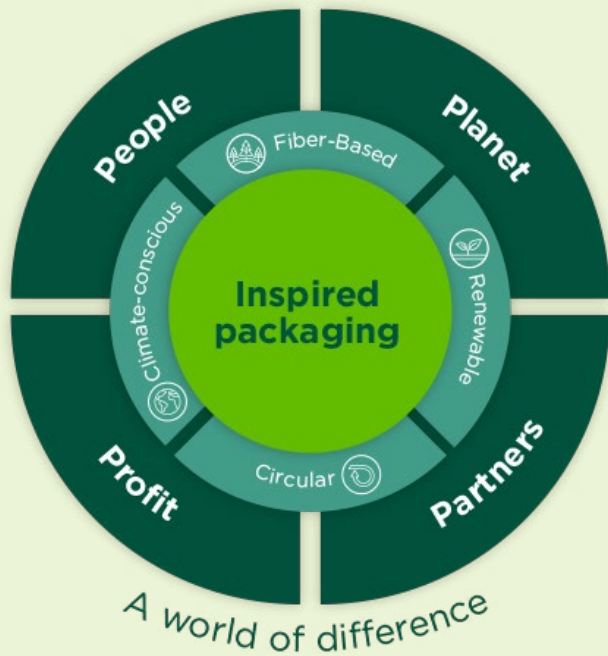 People
Planet
Fiber-Based
Climate-conscious
Renewable
Inspired
packaging
Circular
Profit
Partners
A world of difference